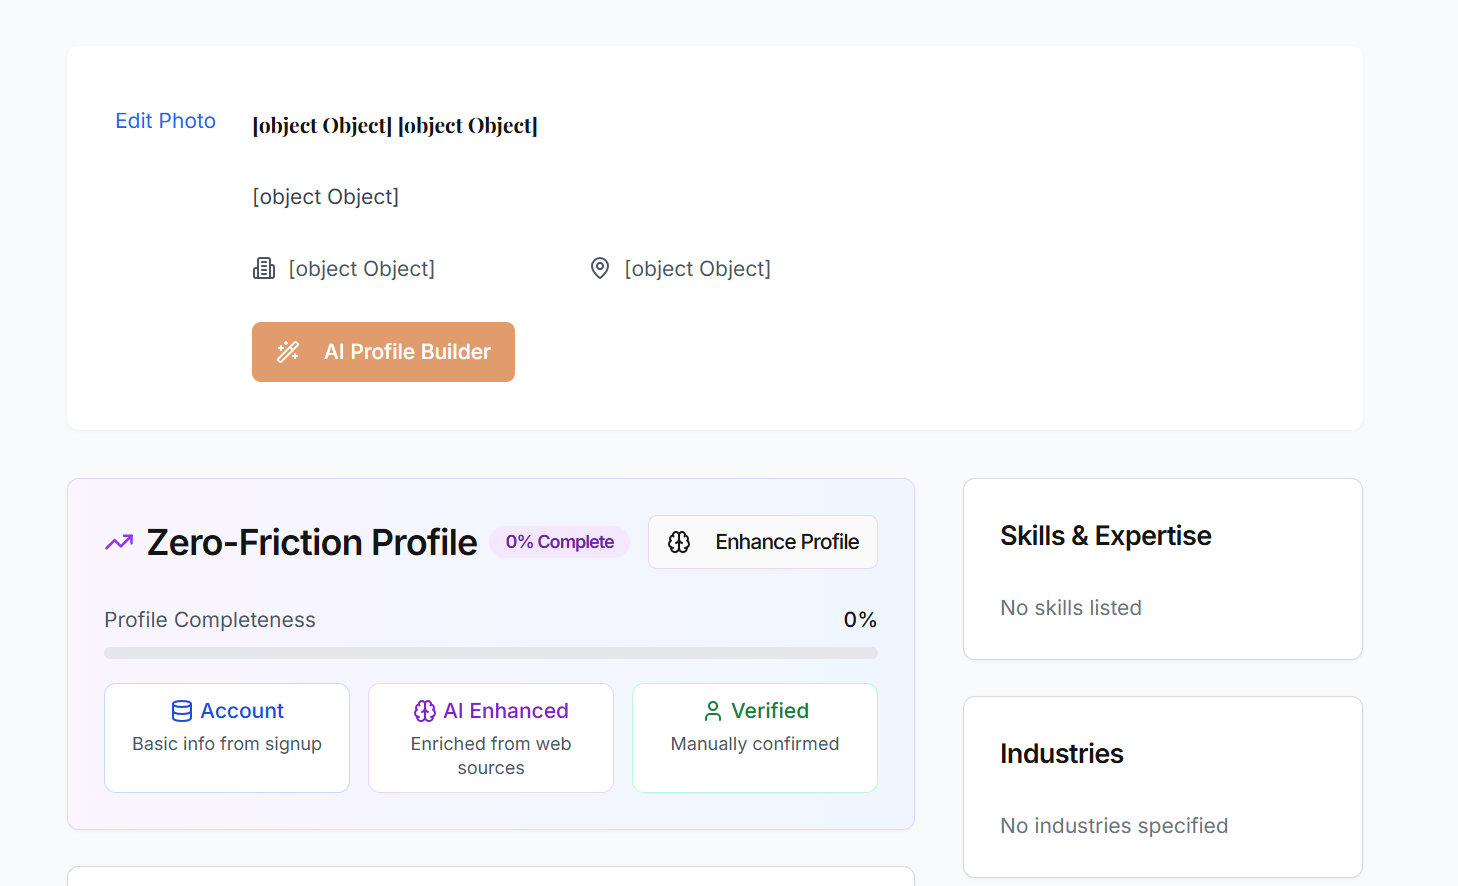 Edit Photo
[object Object] [object Object]
[object Object]
[object Object]
[object Object]
AI Profile Builder
Zero-Friction Profile
0% Complete
Enhance Profile
Profile Completeness
0%
Account
Basic info from signup
AI Enhanced
Enriched from web
sources
Verified
Manually confirmed
Skills & Expertise
No skills listed
Industries
No industries specified